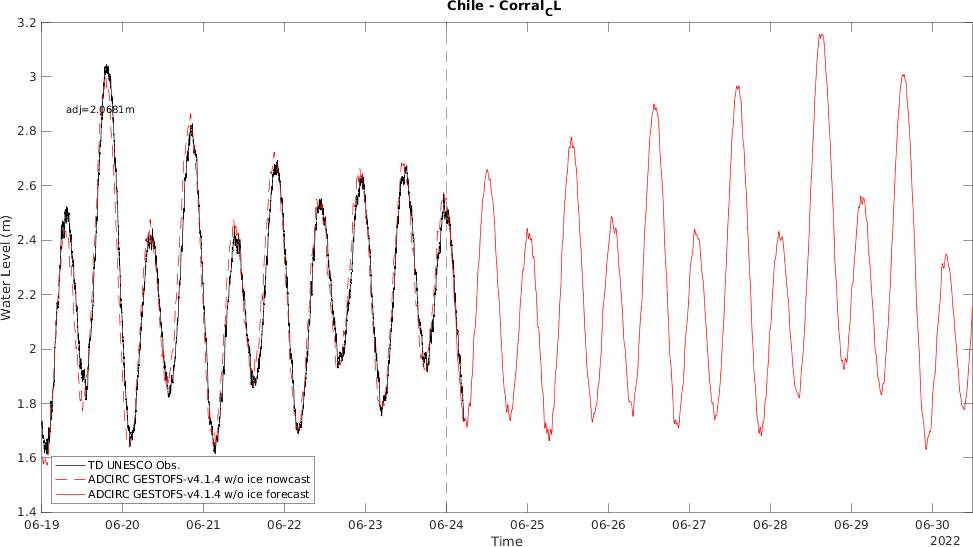 Chile - Corral_CL
3.2
3
2.8
2.6
2.4
2.2
2
1.8
1.6
1.4
Water Level (m)
adj=2.0681m
TD UNESCO Obs.
ADCIRC GESTOFS-v4.1.4 w/o ice nowcast
ADCIRC GESTOFS-v4.1.4 w/o ice forecast
06-19 06-20 06-21 06-22 06-23 06-24 06-25 06-26 06-27 06-28 06-29 06-30
Time
2022